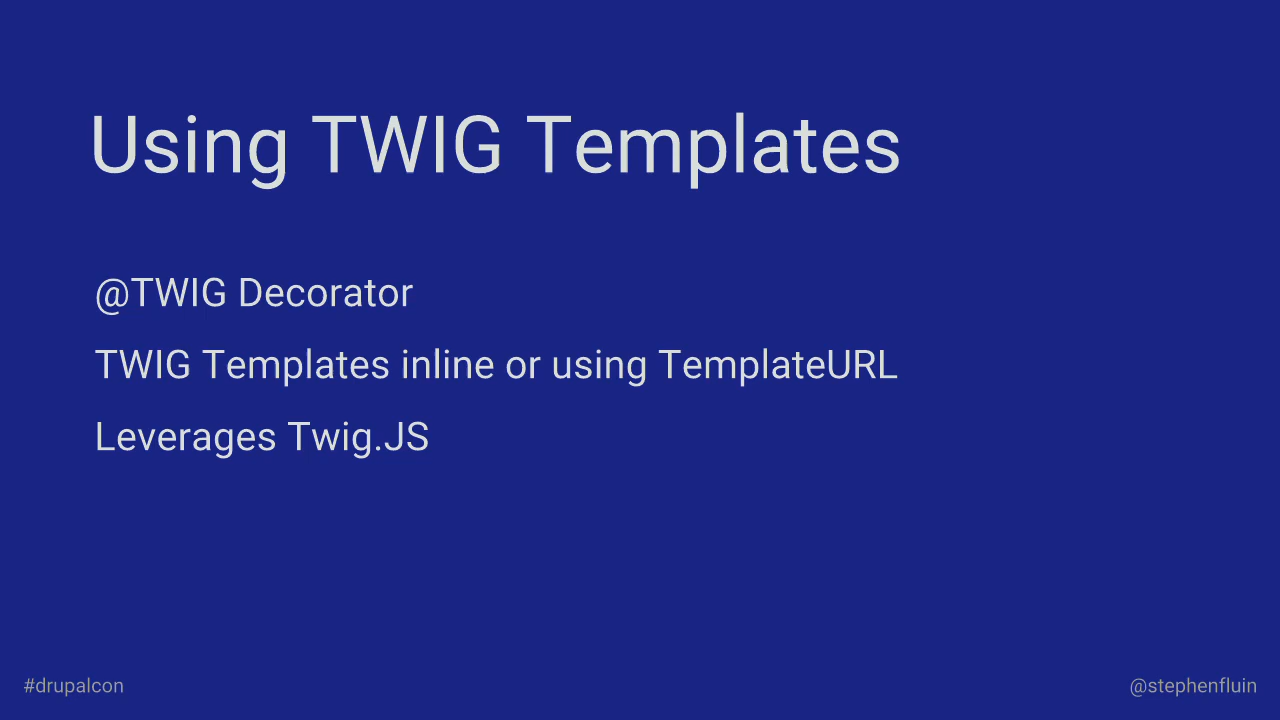 Using TWIG Templates
@TWIG Decorator
TWIG Templates inline or using TemplateURL
Leverages Twig.JS
#drupalcon
@stephenfluin